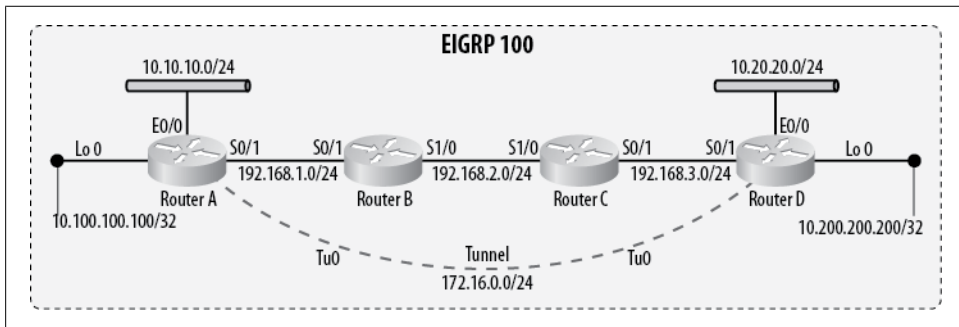 EIGRP 100
10.10.10.0/24
10.20.20.0/24
E0/0
E0/0
Lo 0
S0/1
S0/1
S1/0
S1/0
S0/1
S0/1
Lo 0
192.168.1.0/24
192.168.2.0/24
192.168.3.0/24
Router A
Router B
Router C
Router D
10.100.100.100/32
10.200.200.200/32
Tu0
Tunnel
Tu0
172.16.0.0/24